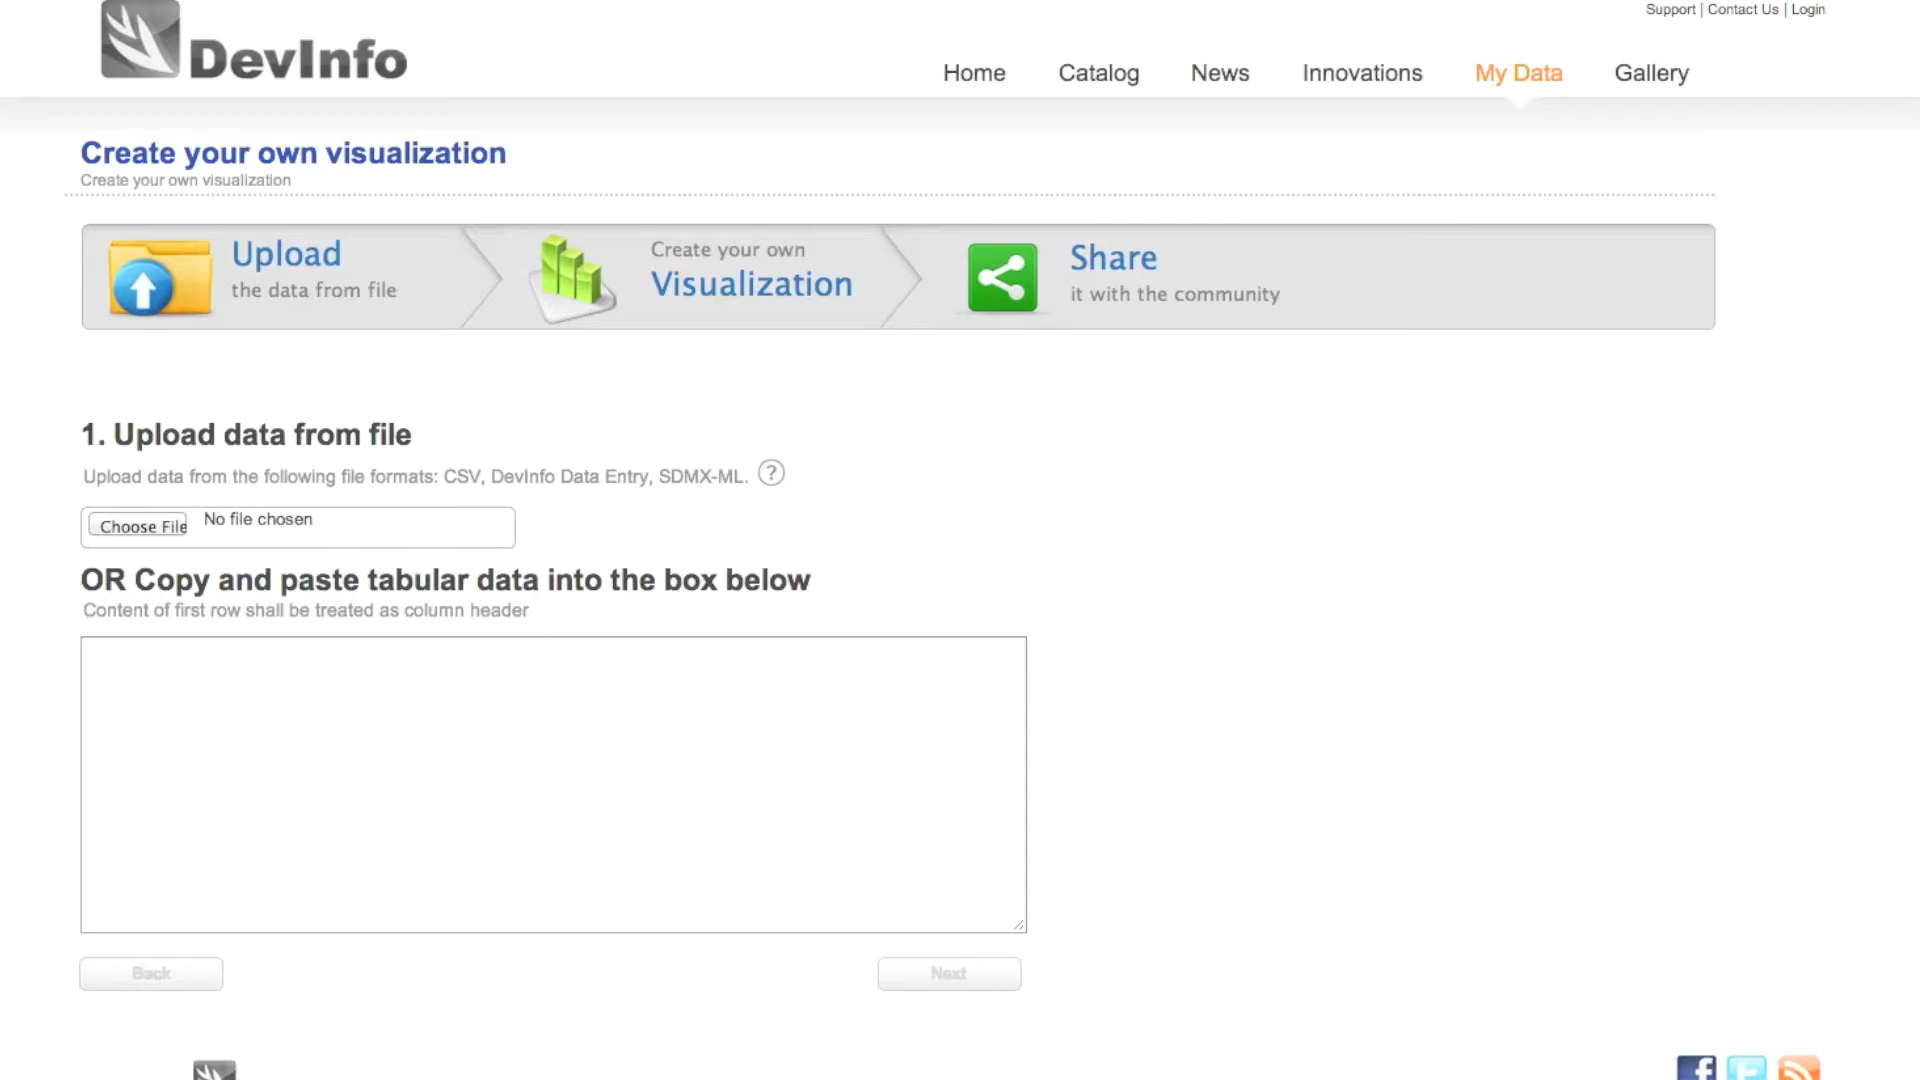 Support | Contact Us | Login
DevInfo
Home Catalog News Innovations My Data Gallery
Create your own visualization
Create your own visualization
Upload
the data from file
Create your own
Visualization
Share
it with the community
1. Upload data from file
Upload data from the following file formats: CSV, DevInfo Data Entry, SDMX-ML. ?
Choose File No file chosen
OR Copy and paste tabular data into the box below
Content of first row shall be treated as column header
Back Next